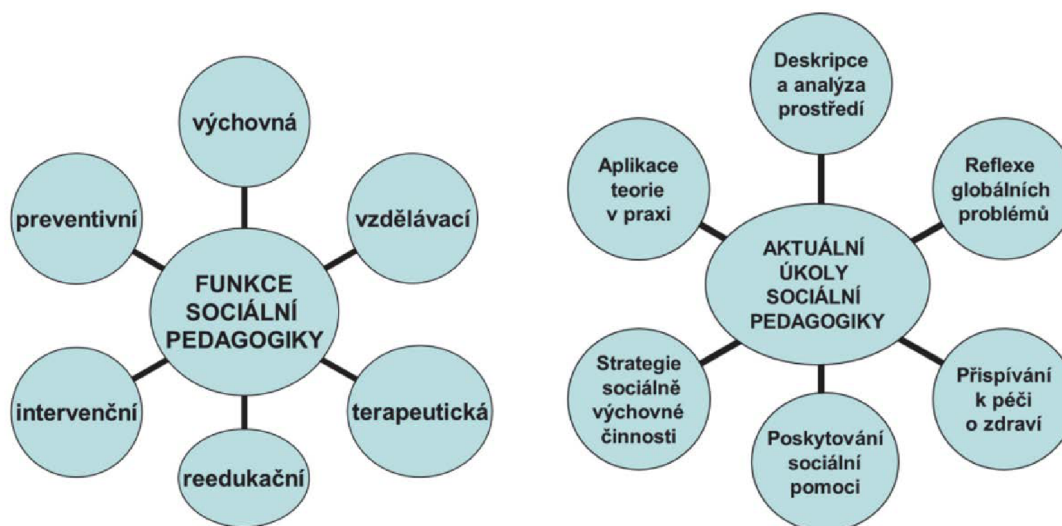 výchovná
preventivní
vzdělávací
FUNKCE
SOCIÁLNÍ
PEDAGOGIKY
intervenční
terapeutická
reedukační
Deskripce
a analýza
prostředí
Aplikace
teorie
v praxi
Reflexe
globálních
problémů
AKTUÁLNÍ
ÚKOLY
SOCIÁLNÍ
PEDAGOGIKY
Strategie
sociálně
výchovné
činnosti
Přispívání
k péči
o zdraví
Poskytování
sociální
pomoci